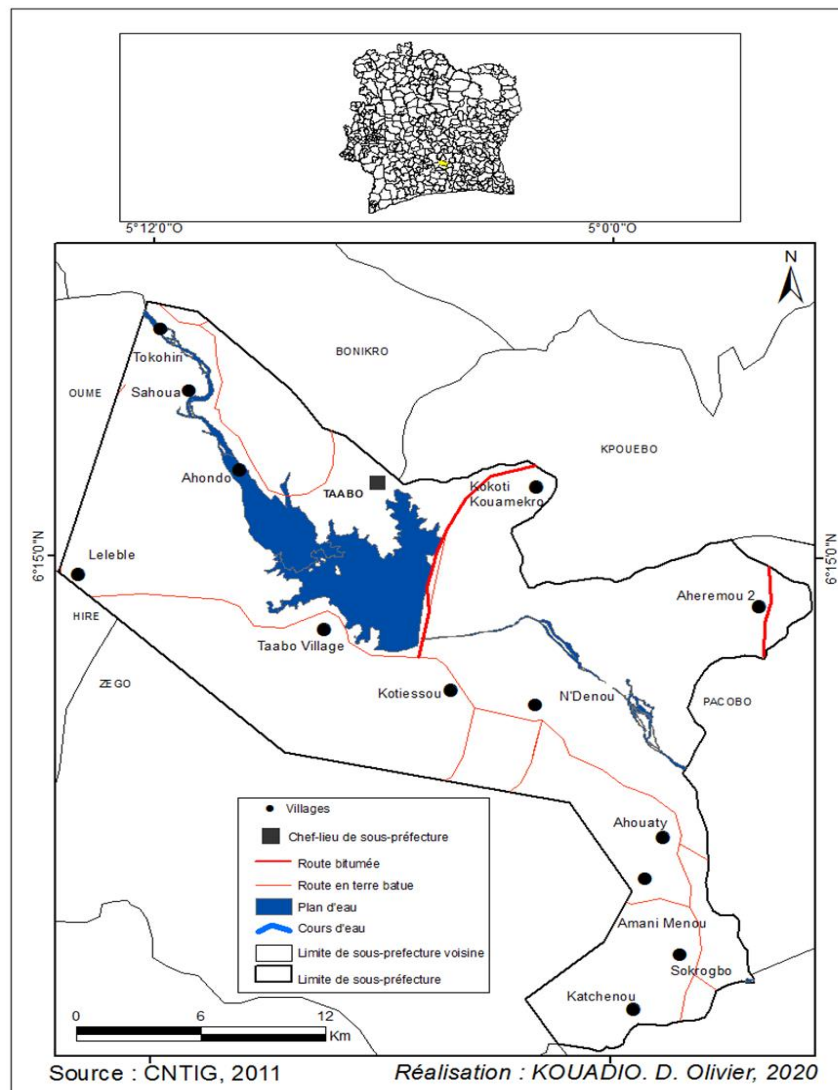 5°12'0"O
5°0'0"O
N
BONIKRO
Tokohiri
OUME
Sahoua
KPOUEBO
Ahondo
TAABO
Kokoti
Kouamekro
6°15'0"N
6°15'0"N
Leleble
Aheremou 2
HIRE
Taabo Village
ZEGO
Kotiessou
N'Denou
PACOBO
Villages
Chef-lieu de sous-préfecture
Route bitumée
Route en terre batue
Plan d'eau
Cours d'eau
Limite de sous-prefecture voisine
Limite de sous-préfecture
Ahouaty
Amani Menou
Sokrogbo
Katchenou
0 6 12
Km
Source : CNTIG, 2011
Réalisation : KOUADIO. D. Olivier, 2020